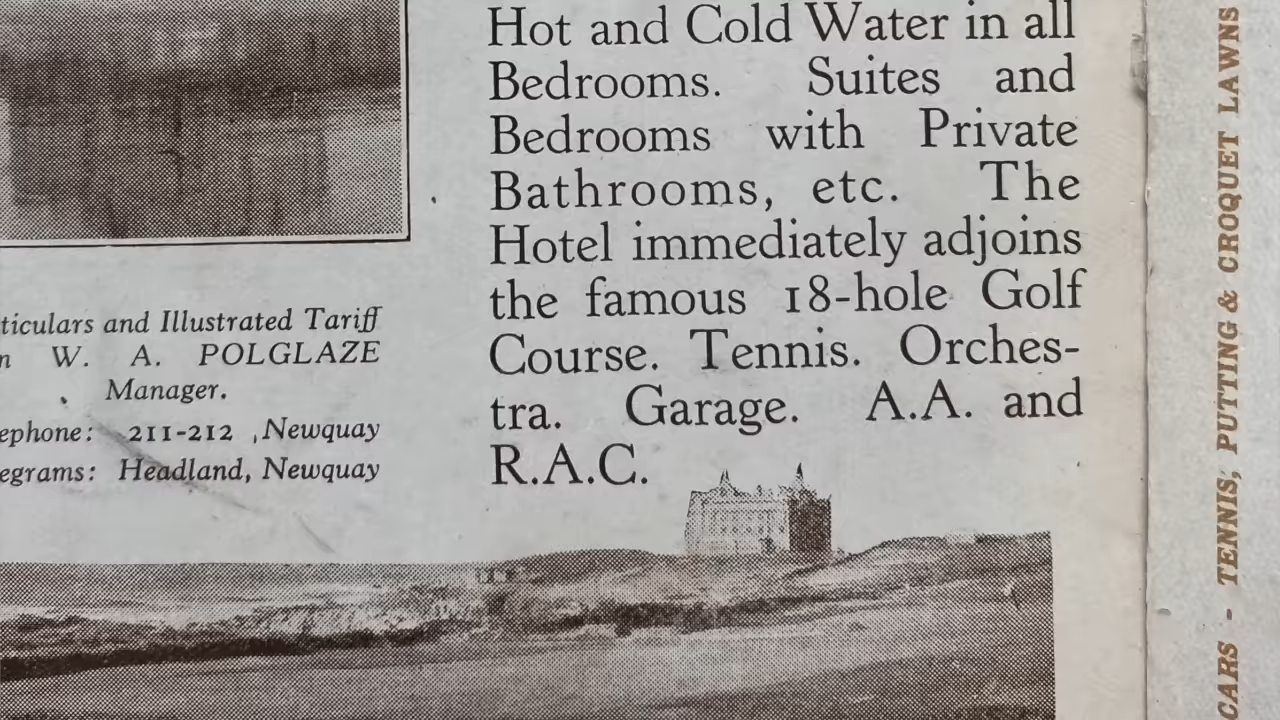 Hot and Cold Water in all
Bedrooms. Suites and
Bedrooms with Private
Bathrooms, etc. The
Hotel immediately adjoins
the famous 18-hole Golf
Course. Tennis. Orches-
tra. Garage. A.A. and
R.A.C.
ticulars and Illustrated Tariff
W. A. POLGLAZE
Manager.
ephone: 211-212, Newquay
egrams: Headland, Newquay
CARS - TENNIS, PUTTING & CROQUET LAWNS